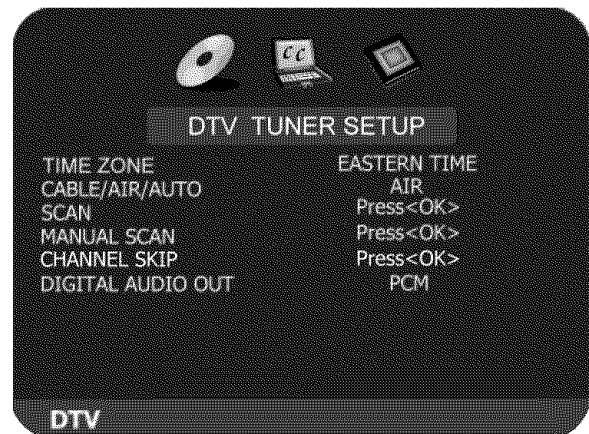 CC
DTV TUNER SETUP
TIME ZONE EASTERN TIME
CABLE/AIR/AUTO AIR
SCAN Press<OK>
MANUAL SCAN Press<OK>
CHANNEL SKIP Press<OK>
DIGITAL AUDIO OUT PCM
DTV